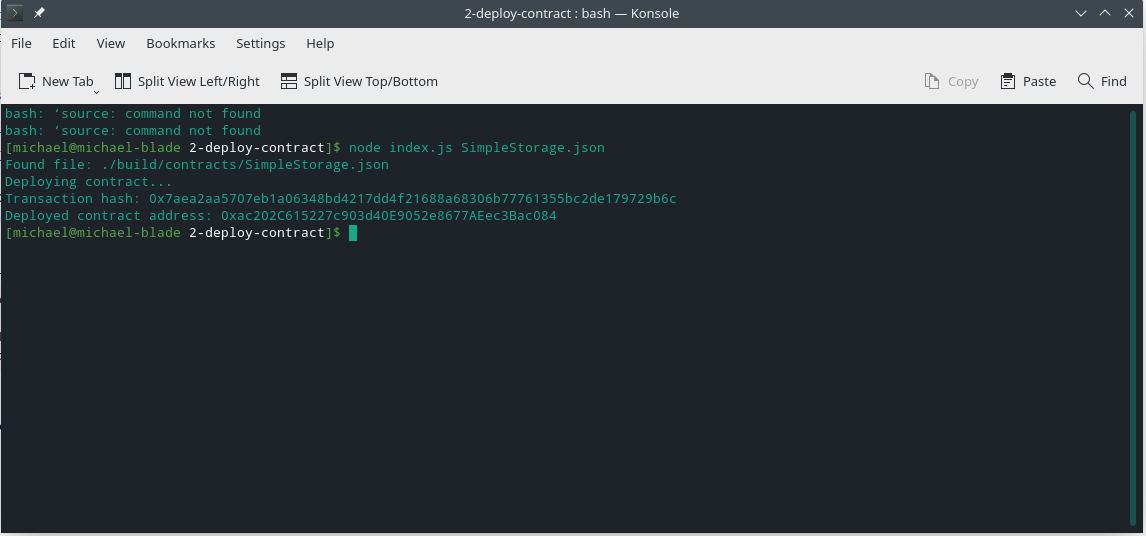 2-deploy-contract : bash — Konsole
File Edit View Bookmarks Settings Help
New Tab Split View Left/Right Split View Top/Bottom Copy Paste Find
bash: ‘source: command not found
bash: ‘source: command not found
[michael@michael-blade 2-deploy-contract]$ node index.js SimpleStorage.json
Found file: ./build/contracts/SimpleStorage.json
Deploying contract...
Transaction hash: 0x7aea2aa5707eb1a06348bd4217dd4f21688a68306b77761355bc2de179729b6c
Deployed contract address: 0xac202C615227c903d40E9052e8677AEec3Bac084
[michael@michael-blade 2-deploy-contract]$